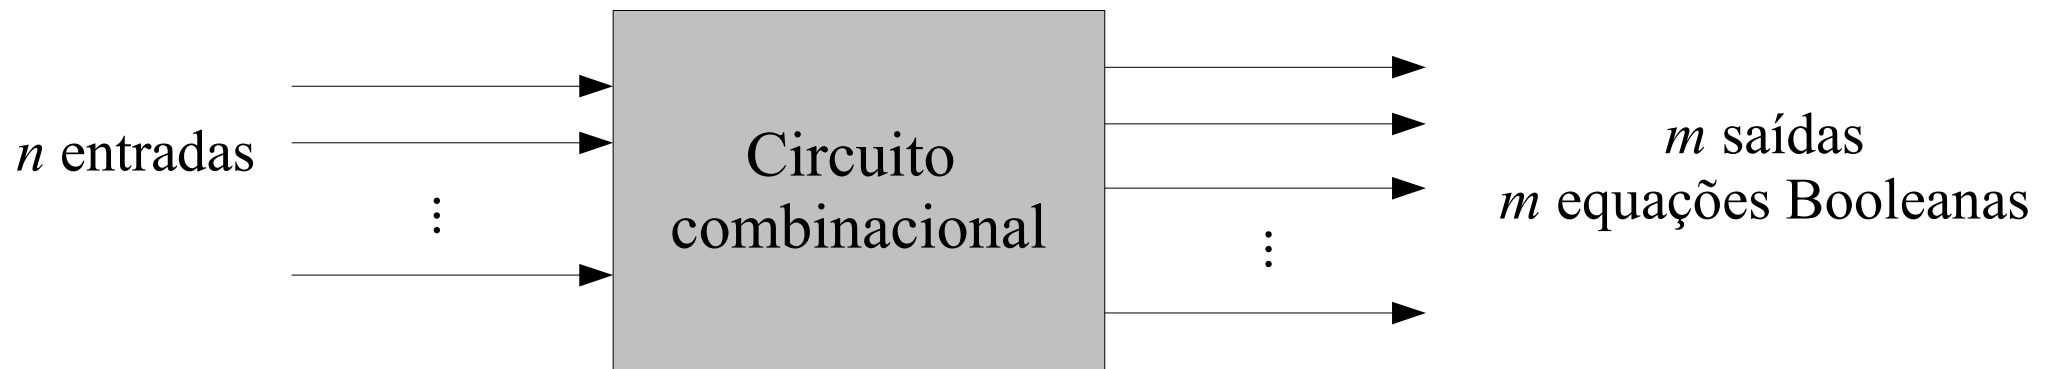 n entradas
Circuito
combinacional
m saídas
m equações Booleanas